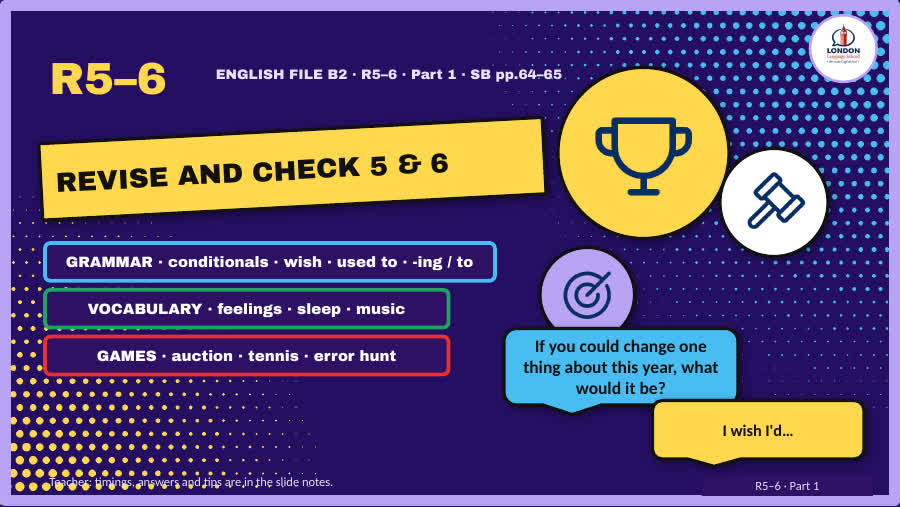 R5–6
ENGLISH FILE B2 · R5–6 · Part 1 · SB pp.64–65
LONDON
Language School
REVISE AND CHECK 5 & 6
GRAMMAR · conditionals · wish · used to · -ing / to
VOCABULARY · feelings · sleep · music
GAMES · auction · tennis · error hunt
If you could change one
thing about this year, what
would it be?
I wish I'd...
Teacher: timings, answers and tips are in the slide notes.
R5–6 · Part 1